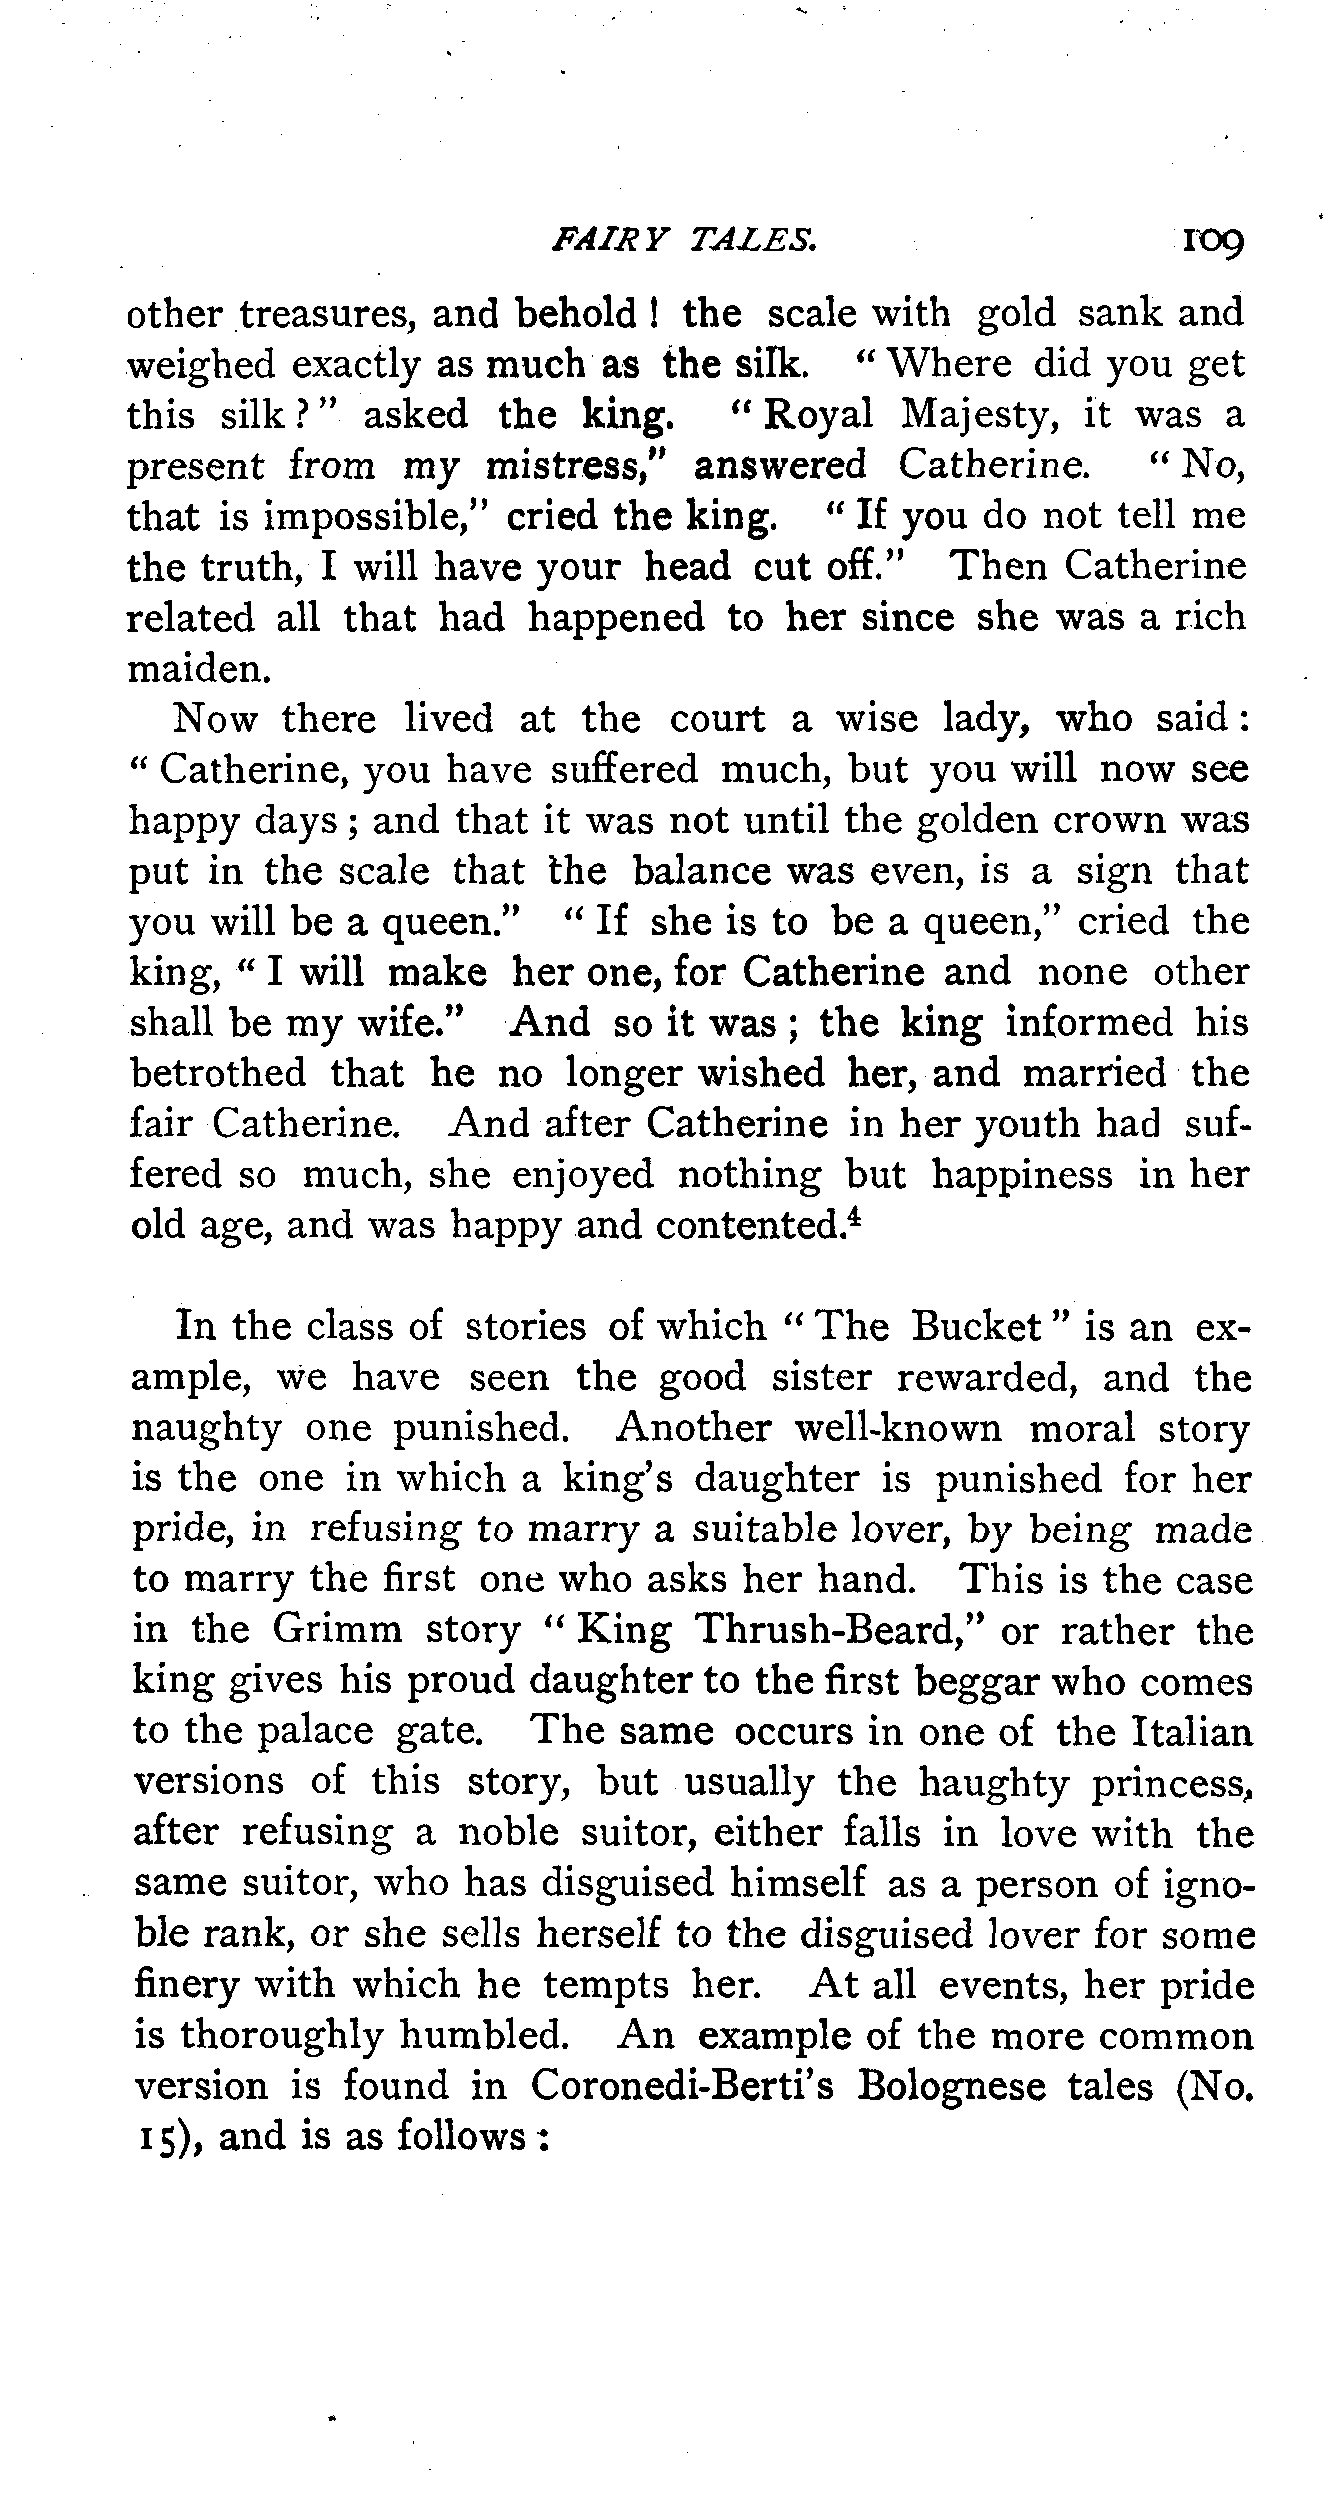 FAIRY TALES. 109
other treasures, and behold! the scale with gold sank and
weighed exactly as much as the silk. "Where did you get
this silk?" asked the king. "Royal Majesty, it was a
present from my mistress," answered Catherine. "No,
that is impossible," cried the king. "If you do not tell me
the truth, I will have your head cut off." Then Catherine
related all that had happened to her since she was a rich
maiden.
Now there lived at the court a wise lady, who said:
"Catherine, you have suffered much, but you will now see
happy days; and that it was not until the golden crown was
put in the scale that the balance was even, is a sign that
you will be a queen." "If she is to be a queen," cried the
king, "I will make her one, for Catherine and none other
shall be my wife." And so it was; the king informed his
betrothed that he no longer wished her, and married the
fair Catherine. And after Catherine in her youth had suf-
fered so much, she enjoyed nothing but happiness in her
old age, and was happy and contented.⁴
In the class of stories of which "The Bucket" is an ex-
ample, we have seen the good sister rewarded, and the
naughty one punished. Another well-known moral story
is the one in which a king's daughter is punished for her
pride, in refusing to marry a suitable lover, by being made
to marry the first one who asks her hand. This is the case
in the Grimm story "King Thrush-Beard," or rather the
king gives his proud daughter to the first beggar who comes
to the palace gate. The same occurs in one of the Italian
versions of this story, but usually the haughty princess,
after refusing a noble suitor, either falls in love with the
same suitor, who has disguised himself as a person of igno-
ble rank, or she sells herself to the disguised lover for some
finery with which he tempts her. At all events, her pride
is thoroughly humbled. An example of the more common
version is found in Coronedi-Berti's Bolognese tales (No.
15), and is as follows: